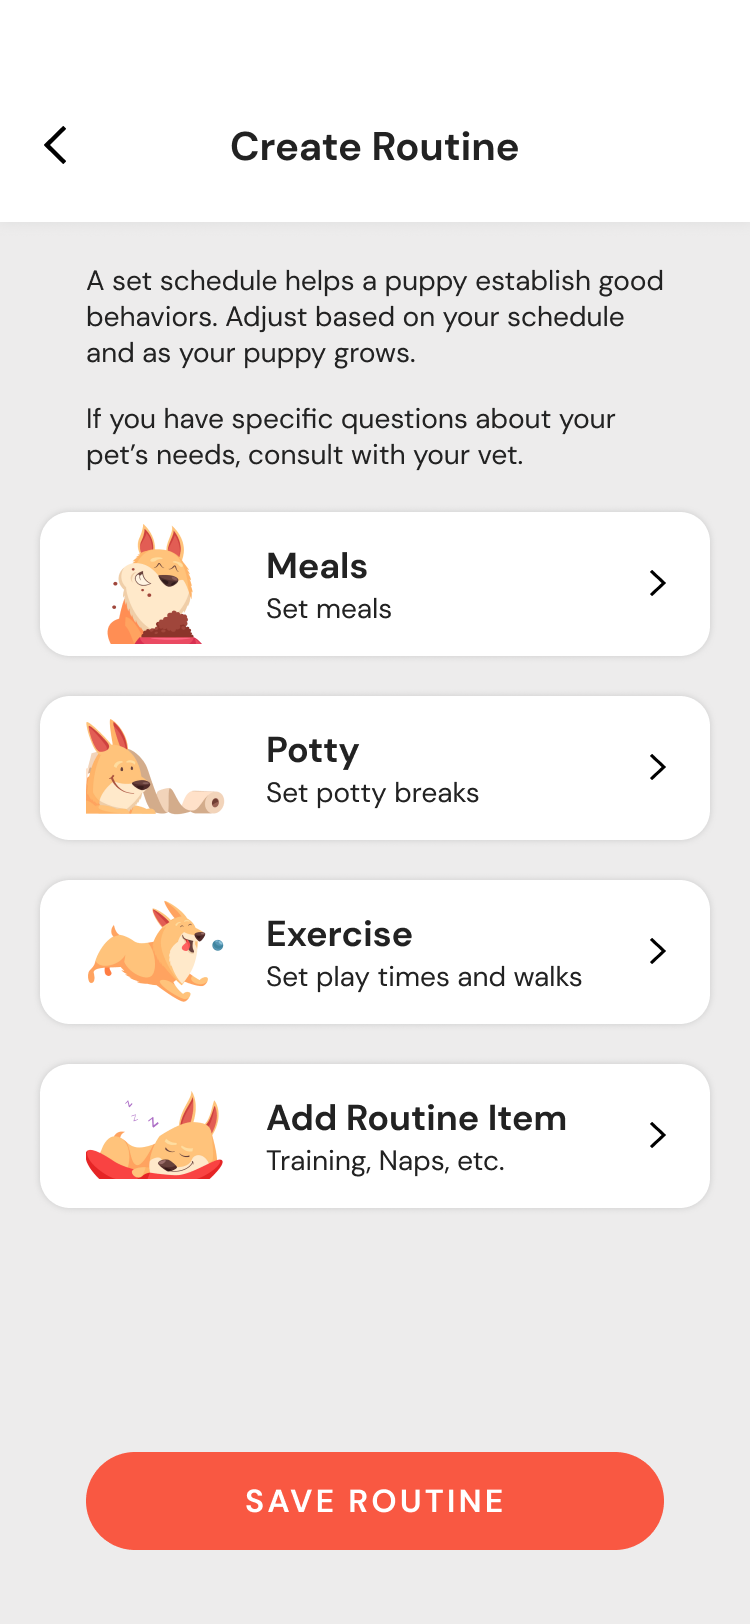 Create Routine
A set schedule helps a puppy establish good
behaviors. Adjust based on your schedule
and as your puppy grows.
If you have specific questions about your
pet’s needs, consult with your vet.
Meals
Set meals
Potty
Set potty breaks
Exercise
Set play times and walks
z
z
z
Add Routine Item
Training, Naps, etc.
SAVE ROUTINE